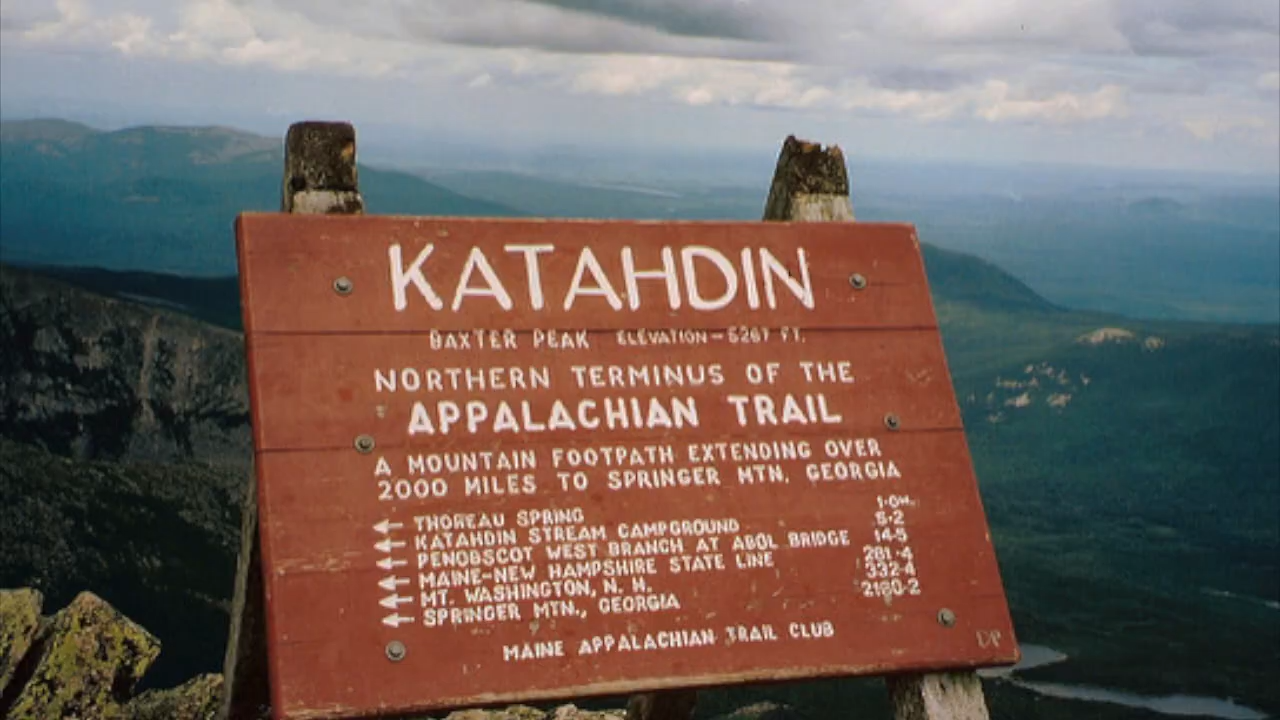 KATAHDIN
BAXTER PEAK ELEVATION - 5267 FT.
NORTHERN TERMINUS OF THE
APPALACHIAN TRAIL
A MOUNTAIN FOOTPATH EXTENDING OVER
2000 MILES TO SPRINGER MTN. GEORGIA
← THOREAU SPRING 1·0M.
← KATAHDIN STREAM CAMPGROUND 5·2
← PENOBSCOT WEST BRANCH AT ABOL BRIDGE 14·5
← MAINE-NEW HAMPSHIRE STATE LINE 281·4
← MT. WASHINGTON, N. H. 332·4
← SPRINGER MTN., GEORGIA
MAINE APPALACHIAN TRAIL CLUB
DP